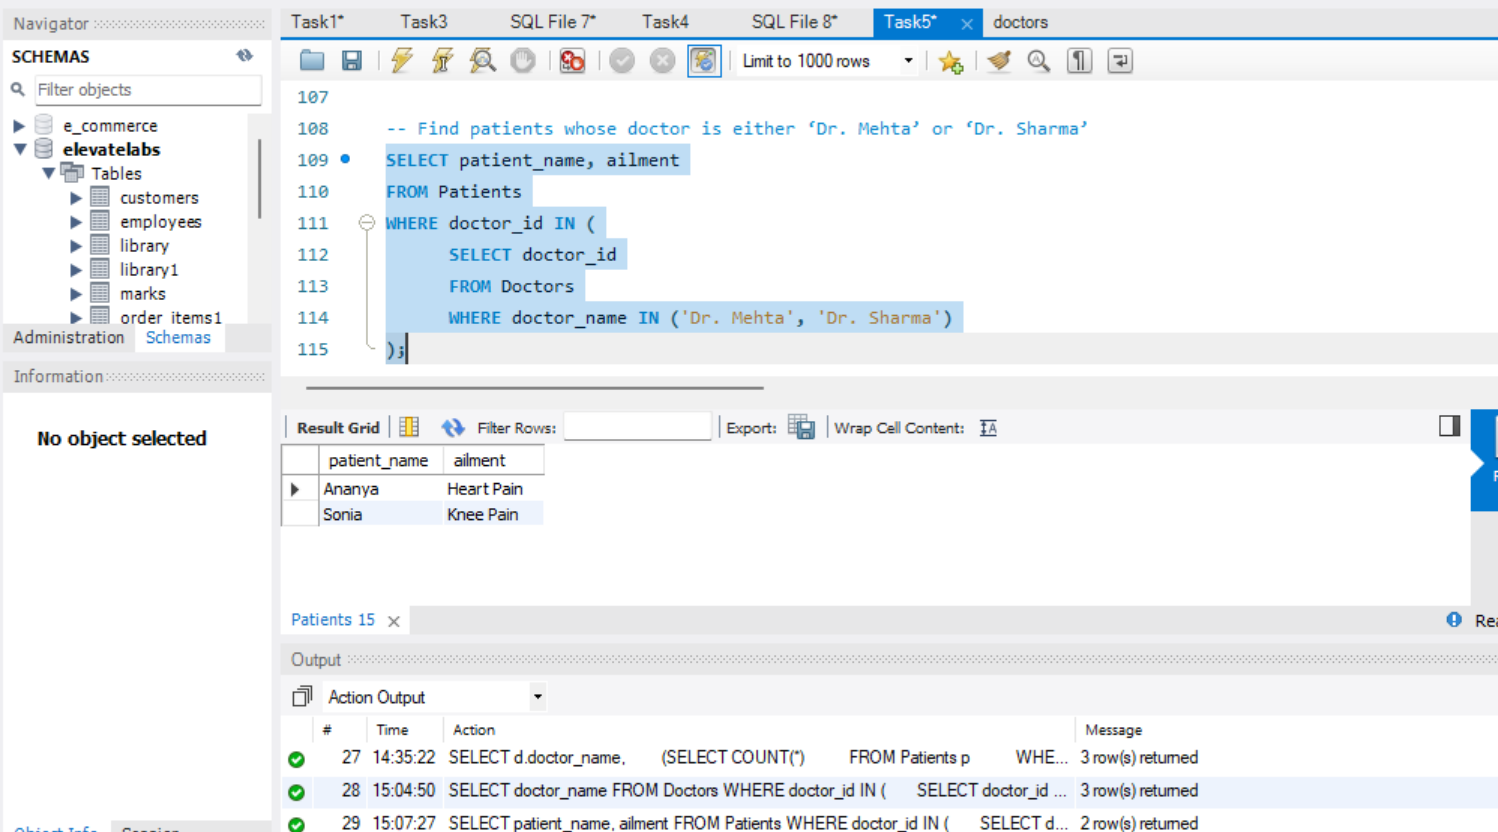 Navigator
SCHEMAS
Filter objects
e_commerce
elevatelabs
Tables
customers
employees
library
library1
marks
order_items1
Administration Schemas
Information
No object selected
Session
Task1* Task3 SQL File 7* Task4 SQL File 8* Task5* doctors
Limit to 1000 rows
107
108 -- Find patients whose doctor is either ‘Dr. Mehta’ or ‘Dr. Sharma’
109 SELECT patient_name, ailment
110 FROM Patients
111 WHERE doctor_id IN (
112 SELECT doctor_id
113 FROM Doctors
114 WHERE doctor_name IN ('Dr. Mehta', 'Dr. Sharma')
115 );
Result Grid Filter Rows: Export: Wrap Cell Content:
patient_name ailment
Ananya Heart Pain
Sonia Knee Pain
Patients 15
Output
Action Output
# Time Action Message
27 14:35:22 SELECT d.doctor_name, (SELECT COUNT(*) FROM Patients p WHE... 3 row(s) returned
28 15:04:50 SELECT doctor_name FROM Doctors WHERE doctor_id IN ( SELECT doctor_id ... 3 row(s) returned
29 15:07:27 SELECT patient_name, ailment FROM Patients WHERE doctor_id IN ( SELECT d... 2 row(s) returned